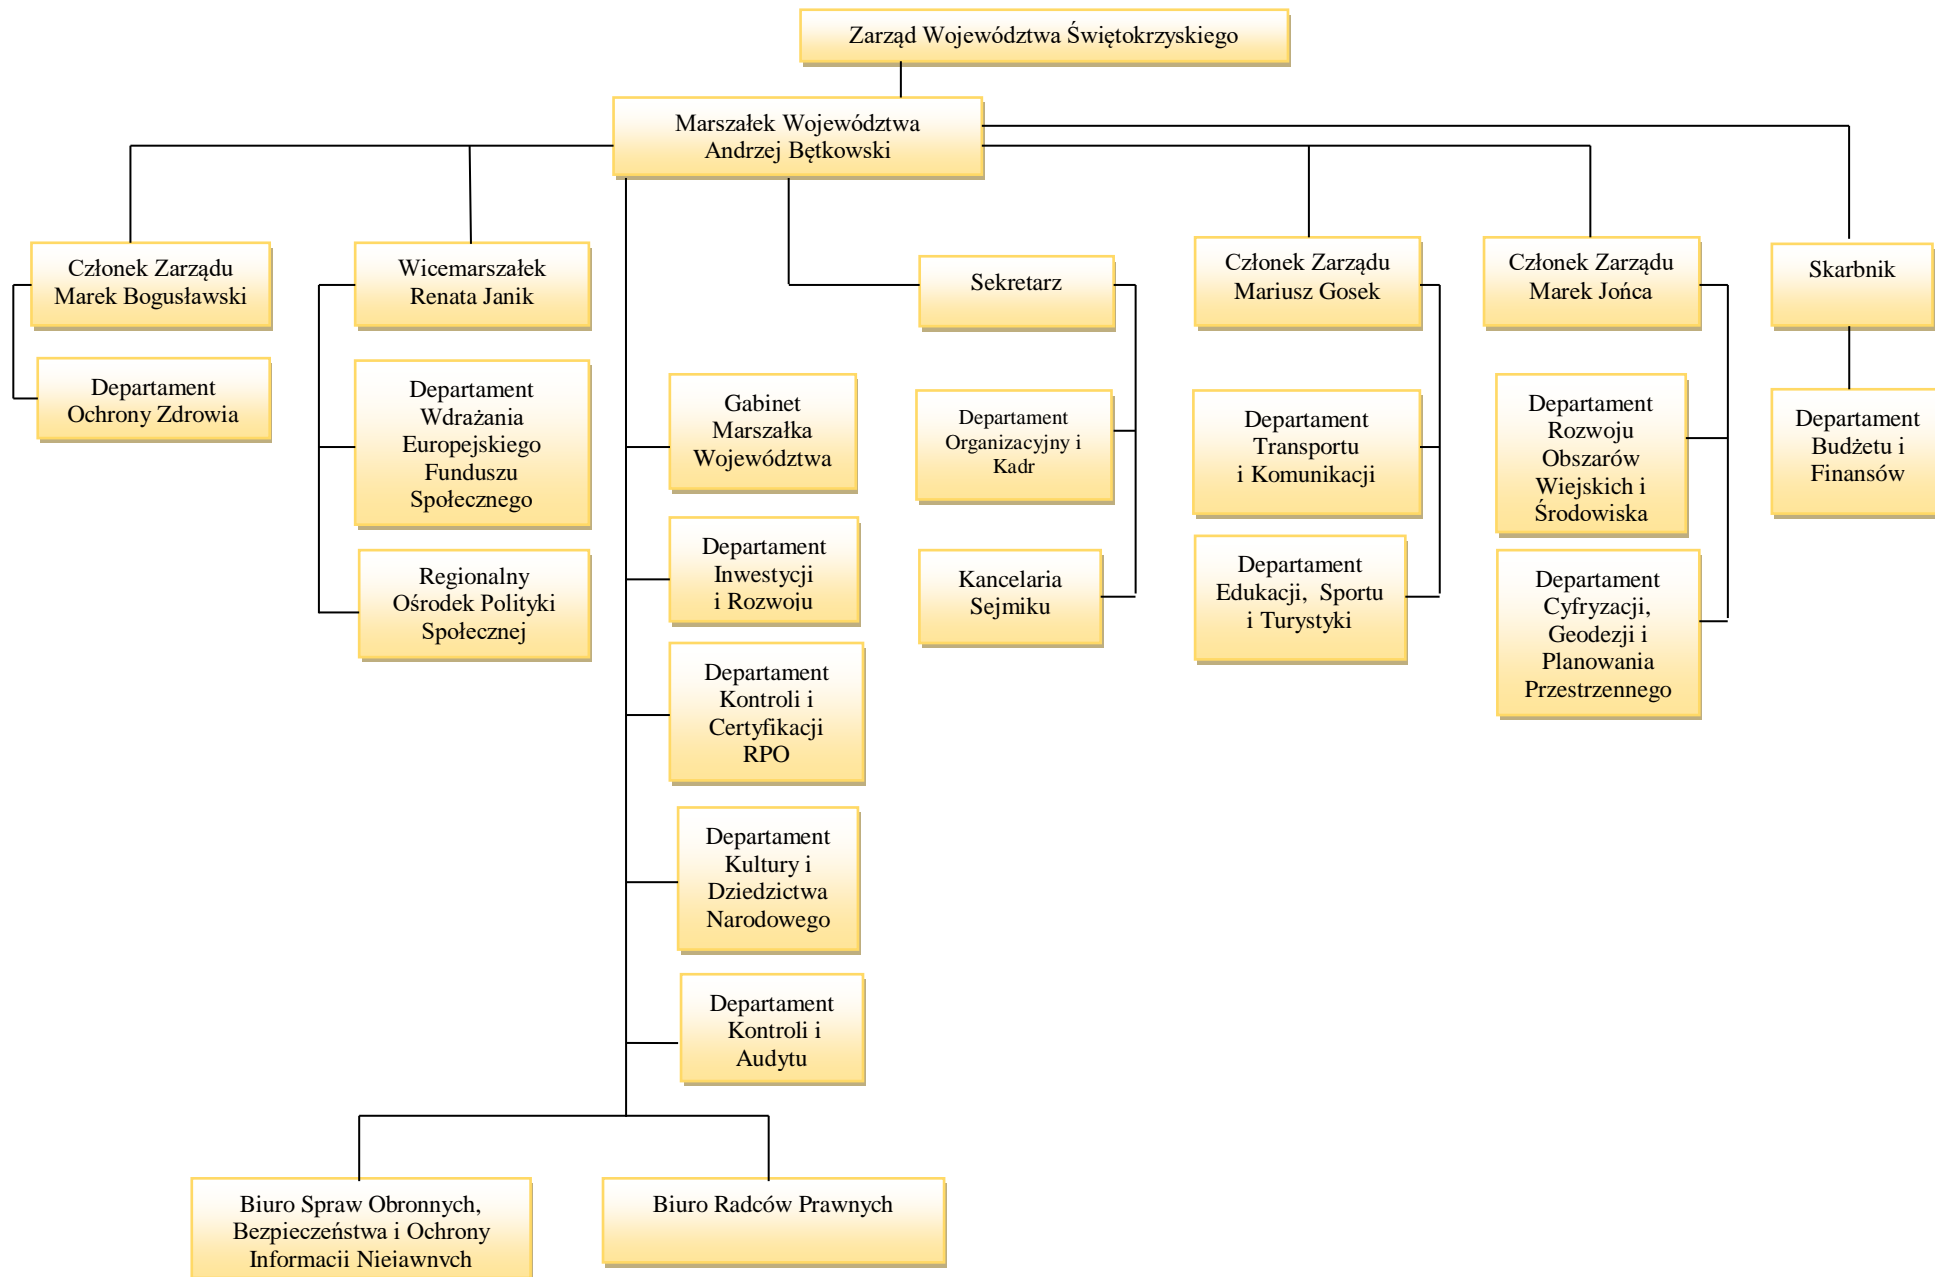 Zarząd Województwa Świętokrzyskiego
Marszałek Województwa
Andrzej Bętkowski
Członek Zarządu
Marek Bogusławski
Wicemarszałek
Renata Janik
Sekretarz
Członek Zarządu
Mariusz Gosek
Członek Zarządu
Marek Jońca
Skarbnik
Departament
Ochrony Zdrowia
Departament
Wdrażania
Europejskiego
Funduszu
Społecznego
Regionalny
Ośrodek Polityki
Społecznej
Gabinet
Marszałka
Województwa
Departament
Inwestycji
i Rozwoju
Departament
Kontroli i
Certyfikacji
RPO
Departament
Kultury i
Dziedzictwa
Narodowego
Departament
Kontroli i
Audytu
Departament
Organizacyjny i
Kadr
Kancelaria
Sejmiku
Departament
Transportu
i Komunikacji
Departament
Edukacji, Sportu
i Turystyki
Departament
Rozwoju
Obszarów
Wiejskich i
Środowiska
Departament
Cyfryzacji,
Geodezji i
Planowania
Przestrzennego
Departament
Budżetu i
Finansów
Biuro Spraw Obronnych,
Bezpieczeństwa i Ochrony
Informacji Niejawnych
Biuro Radców Prawnych